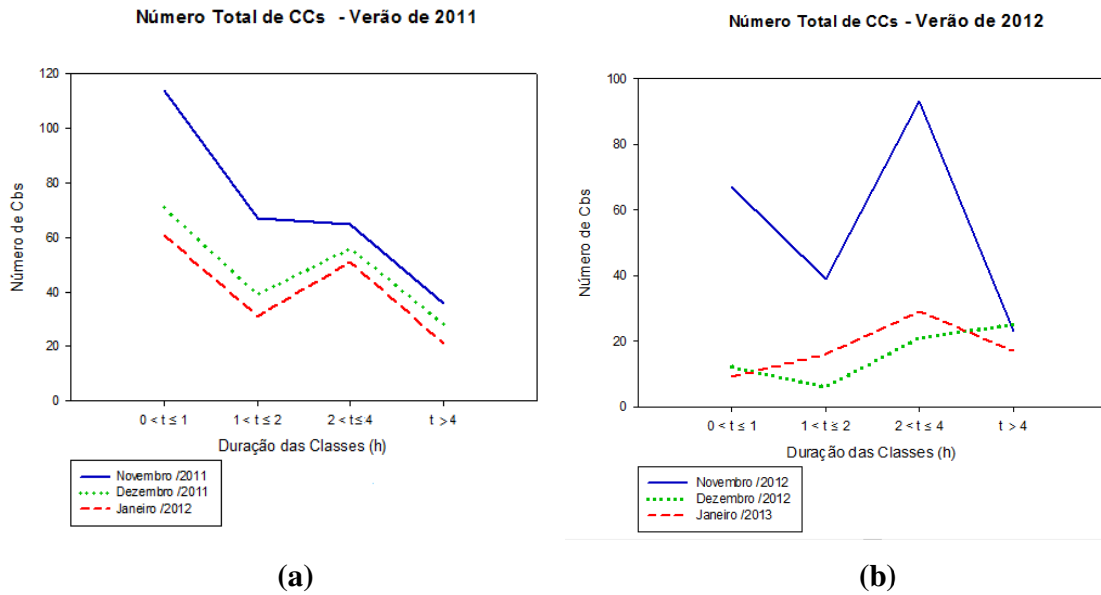 Número Total de CCs - Verão de 2011
Número de Cbs
120
100
80
60
40
20
0
0 < t ≤ 1
1 < t ≤ 2
2 < t≤ 4
t > 4
Duração das Classes (h)
Novembro /2011
Dezembro /2011
Janeiro /2012
(a)
Número Total de CCs - Verão de 2012
Número de Cbs
100
80
60
40
20
0
0 < t ≤ 1
1 < t ≤ 2
2 < t ≤ 4
t > 4
Duração das Classes (h)
Novembro /2012
Dezembro /2012
Janeiro /2013
(b)